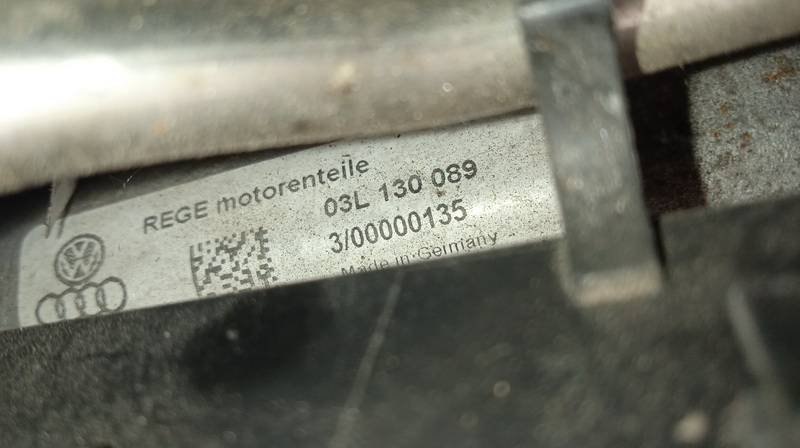 REGE motorenteile
03L 130 089
3/00000135
Made in Germany